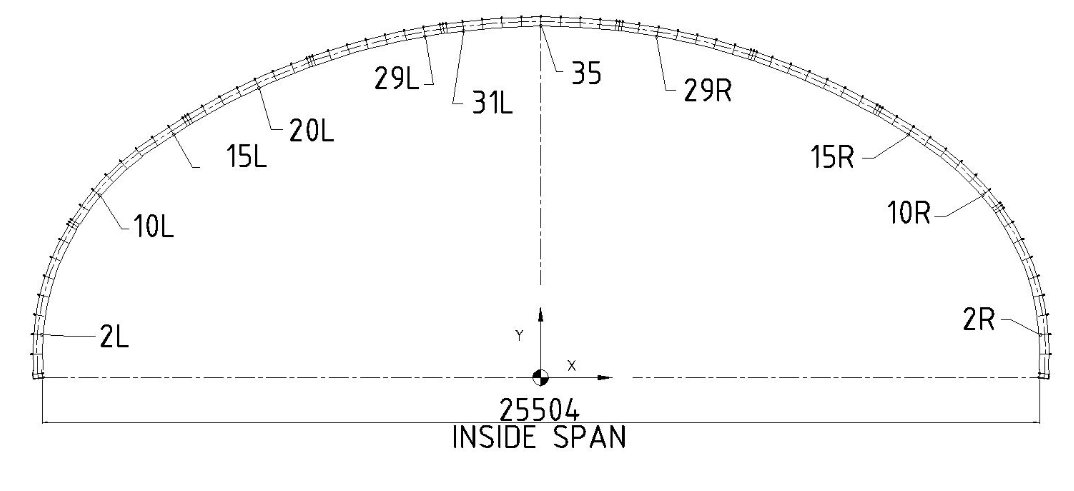 35
29L
31L
29R
20L
15L
15R
10L
10R
2L
2R
Y
X
25504
INSIDE SPAN